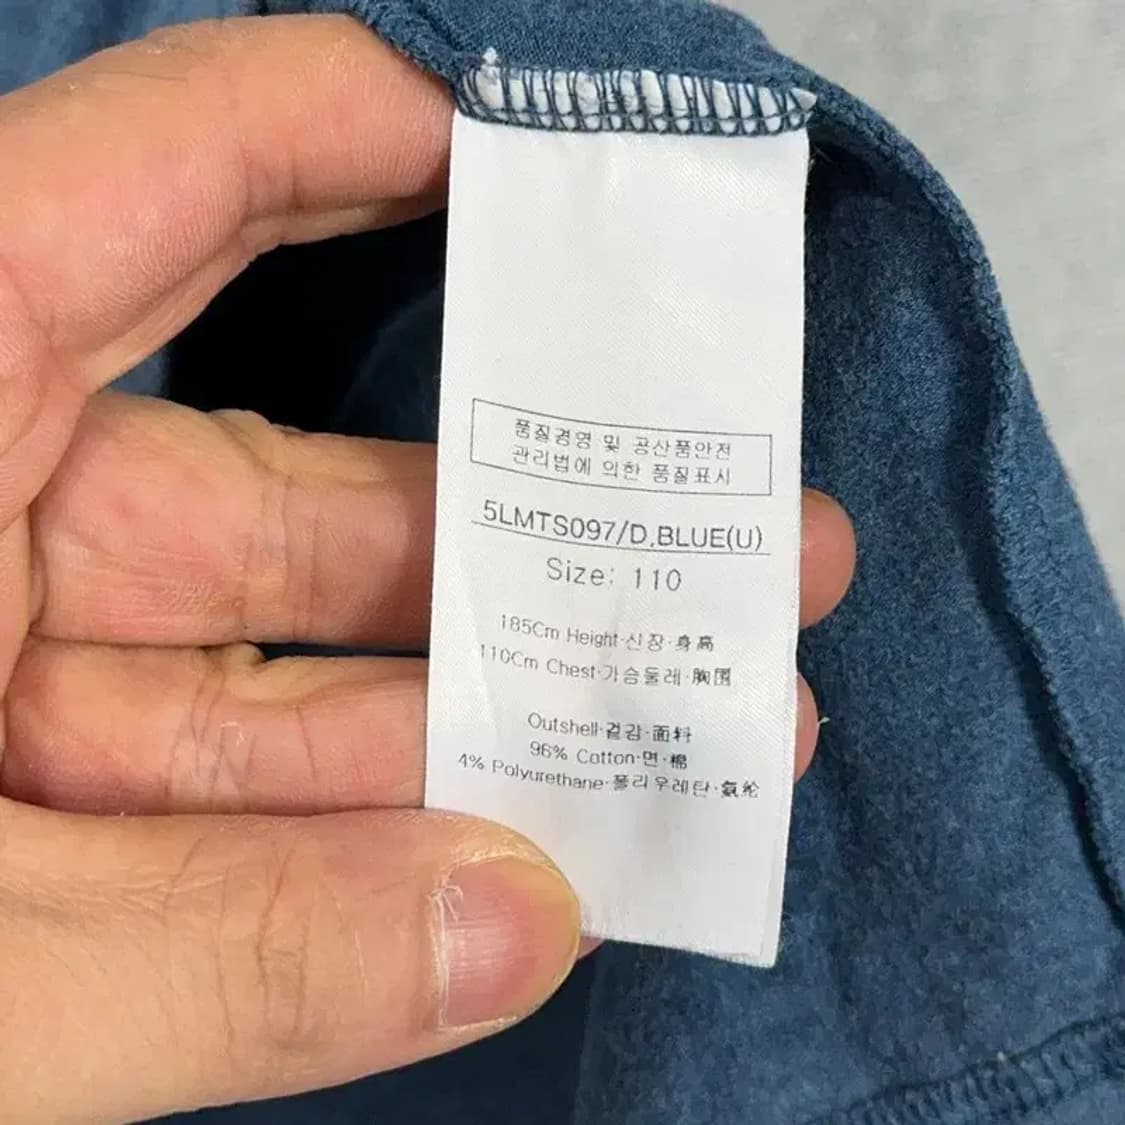 품질경영 및 공산품안전
관리법에 의한 품질표시
5LMTS097/D.BLUE(U)
Size: 110
185Cm Height·신장·身高
110Cm Chest·가슴둘레·胸围
Outshell·겉감·面料
96% Cotton·면·棉
4% Polyurethane·폴리우레탄·氨纶